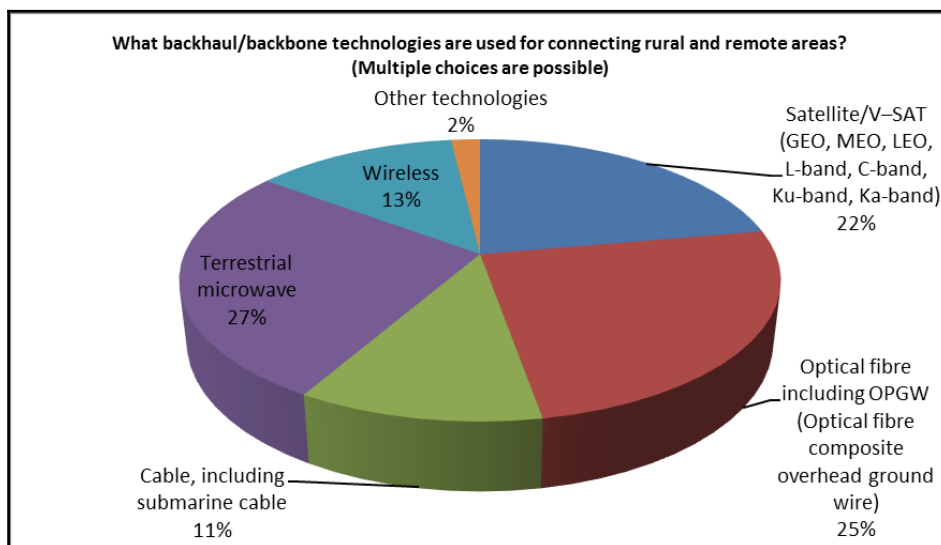 What backhaul/backbone technologies are used for connecting rural and remote areas?
(Multiple choices are possible)
Other technologies
2%
Satellite/V–SAT
(GEO, MEO, LEO,
L-band, C-band,
Ku-band, Ka-band)
22%
Wireless
13%
Terrestrial
microwave
27%
Optical fibre
including OPGW
(Optical fibre
composite
overhead ground
wire)
25%
Cable, including
submarine cable
11%